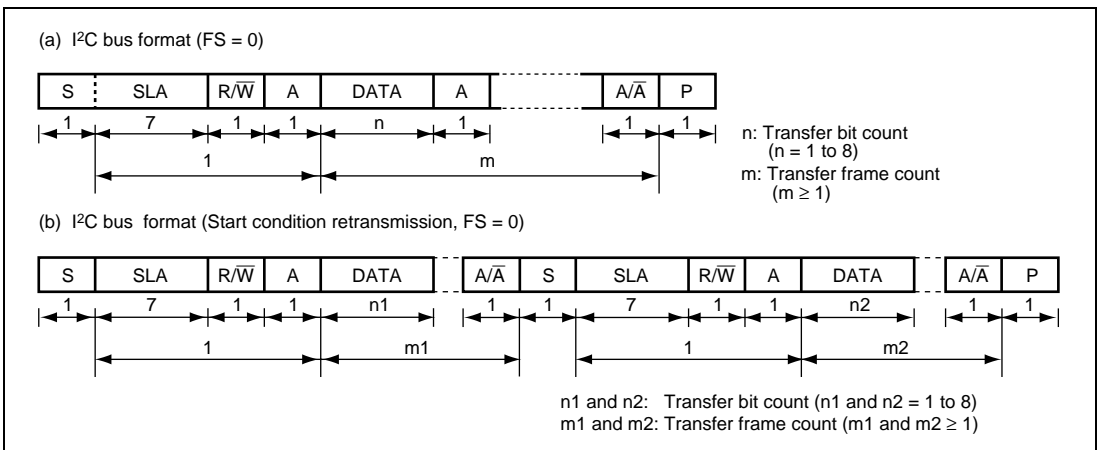 (a) I²C bus format (FS = 0)
S SLA R/W̅ A DATA A A/A̅ P
1 7 1 1 n 1 1 1
1 m
n: Transfer bit count
(n = 1 to 8)
m: Transfer frame count
(m ≥ 1)
(b) I²C bus format (Start condition retransmission, FS = 0)
S SLA R/W̅ A DATA A/A̅ S SLA R/W̅ A DATA A/A̅ P
1 7 1 1 n1 1 1 7 1 1 n2 1 1
1 m1 1 m2
n1 and n2: Transfer bit count (n1 and n2 = 1 to 8)
m1 and m2: Transfer frame count (m1 and m2 ≥ 1)